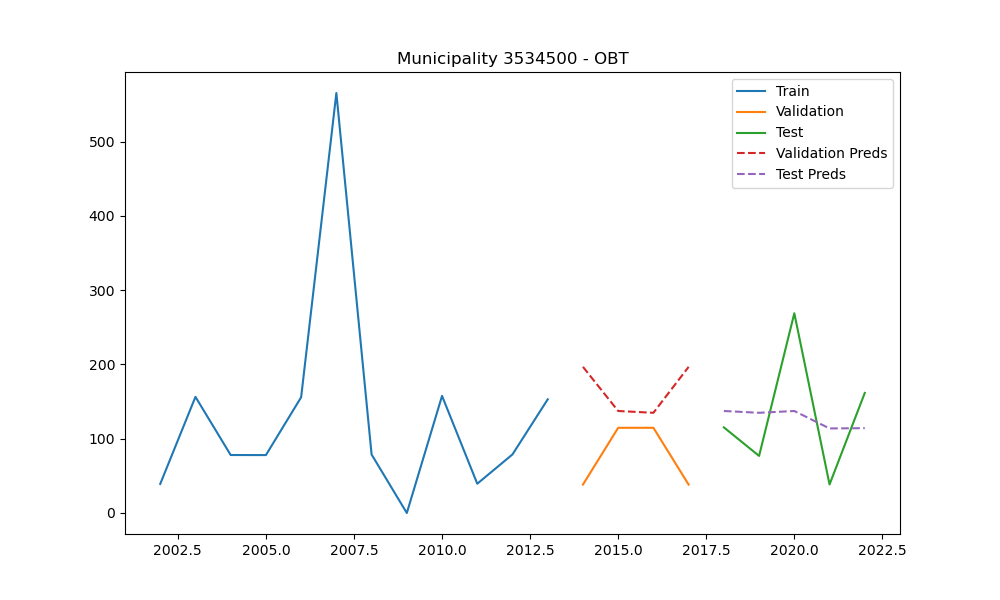 Municipality 3534500 - OBT
Train
Validation
Test
Validation Preds
Test Preds
500
400
300
200
100
0
2002.5 2005.0 2007.5 2010.0 2012.5 2015.0 2017.5 2020.0 2022.5